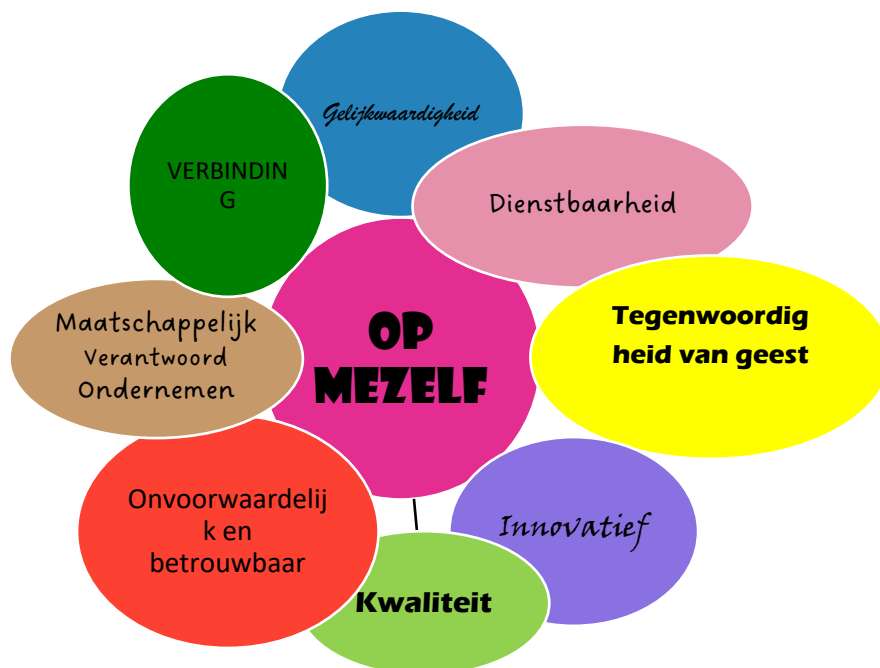 Gelijkwaardigheid
VERBINDIN
G
Dienstbaarheid
Tegenwoordig
heid van geest
OP
MEZELF
Maatschappelijk
Verantwoord
Ondernemen
Onvoorwaardelij
k en
betrouwbaar
Innovatief
Kwaliteit